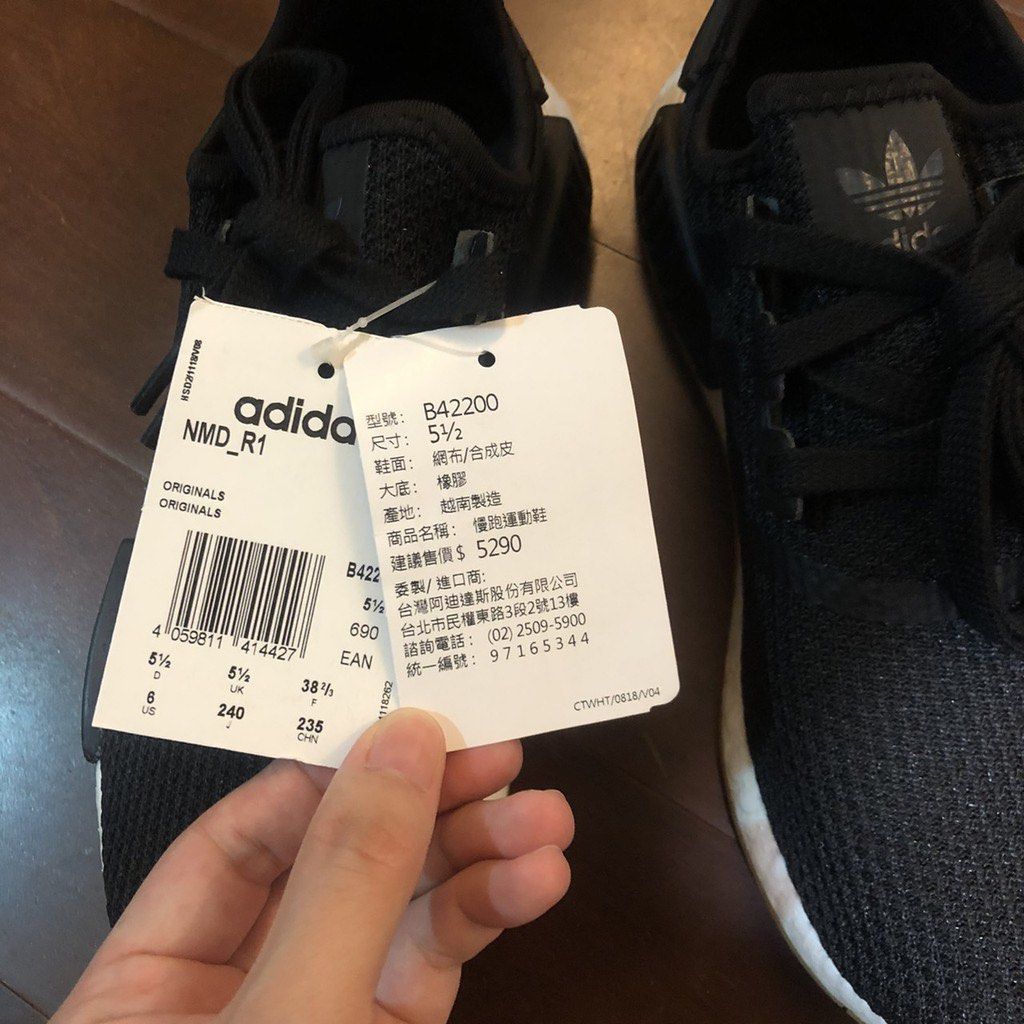 HSD2/1118/V08
adidas
NMD_R1
ORIGINALS
ORIGINALS
B422
5½
690
EAN
4 059811 414427
5½ 5½ 38⅔
D UK F
6 240 235
US J CHN
118262
型號： B42200
尺寸： 5½
鞋面： 網布/合成皮
大底： 橡膠
產地： 越南製造
商品名稱： 慢跑運動鞋
建議售價$ 5290
委製/ 進口商:
台灣阿迪達斯股份有限公司
台北市民權東路3段2號13樓
諮詢電話： (02) 2509-5900
統一編號： 97165344
CTWHT/0818/V04
adidas